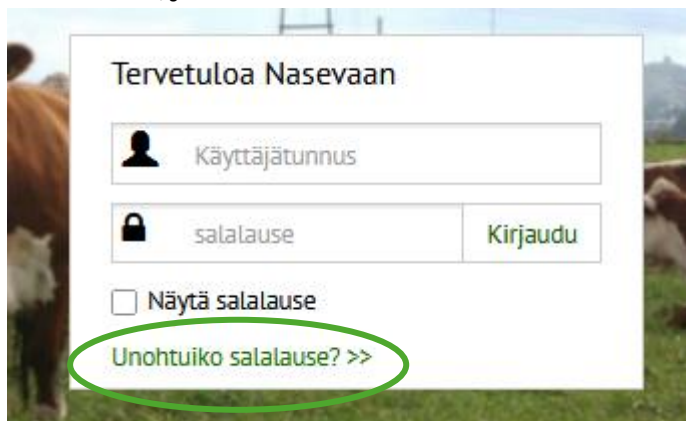 Tervetuloa Nasevaan
Käyttäjätunnus
salalause
Kirjaudu
Näytä salalause
Unohtuiko salalause? >>